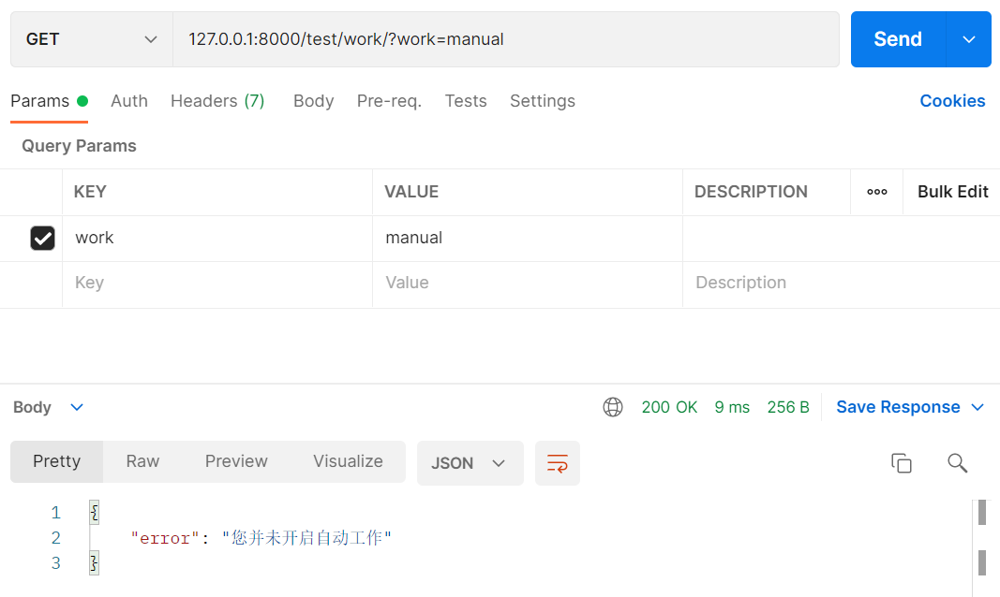 GET 127.0.0.1:8000/test/work/?work=manual Send
Params Auth Headers (7) Body Pre-req. Tests Settings Cookies
Query Params
KEY VALUE DESCRIPTION ooo Bulk Edit
work manual
Key Value Description
Body 200 OK 9 ms 256 B Save Response
Pretty Raw Preview Visualize JSON
1 {
2 "error": "您并未开启自动工作"
3 }